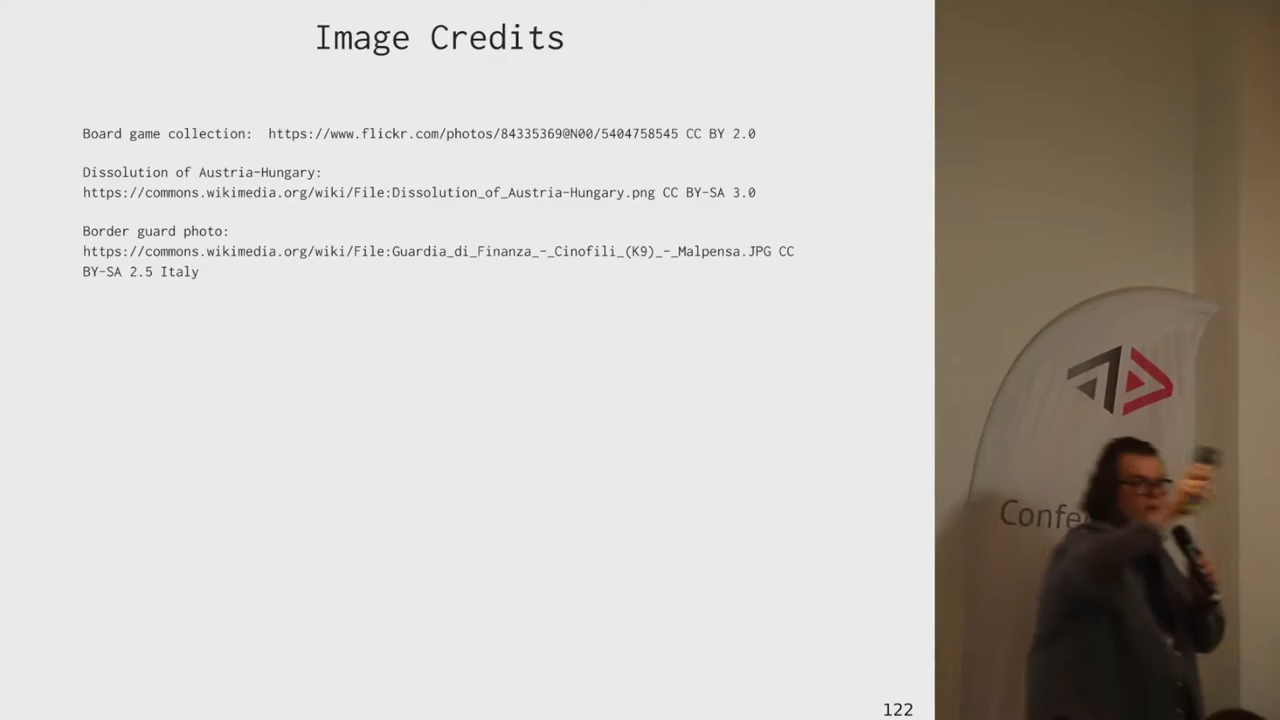 Image Credits
Board game collection:  https://www.flickr.com/photos/84335369@N00/5404758545 CC BY 2.0
Dissolution of Austria-Hungary:
https://commons.wikimedia.org/wiki/File:Dissolution_of_Austria-Hungary.png CC BY-SA 3.0
Border guard photo:
https://commons.wikimedia.org/wiki/File:Guardia_di_Finanza_-_Cinofili_(K9)_-_Malpensa.JPG CC
BY-SA 2.5 Italy
Confe
122